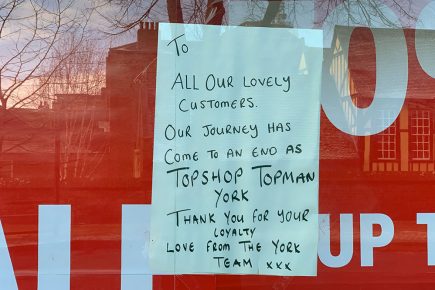 To
All Our Lovely
Customers.
Our Journey Has
Come to an end as
Topshop Topman
York
Thank you for your
loyalty
Love from The York
Team xxx
UP T